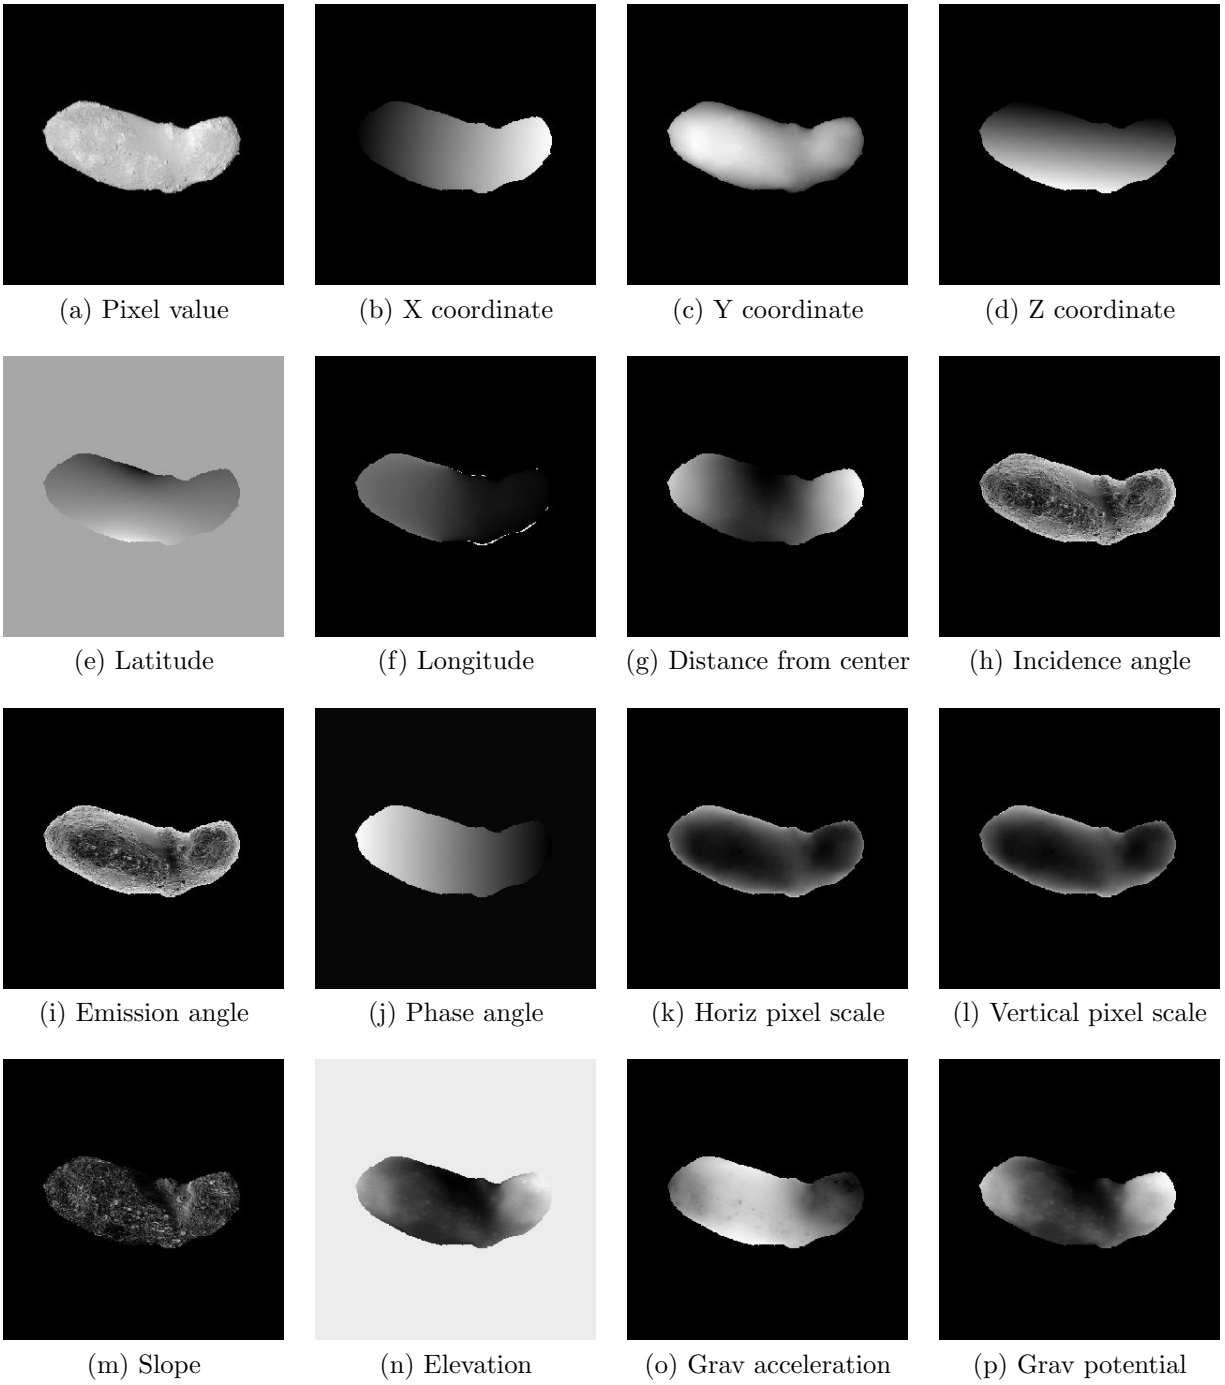 (a) Pixel value
(b) X coordinate
(c) Y coordinate
(d) Z coordinate
(e) Latitude
(f) Longitude
(g) Distance from center
(h) Incidence angle
(i) Emission angle
(j) Phase angle
(k) Horiz pixel scale
(l) Vertical pixel scale
(m) Slope
(n) Elevation
(o) Grav acceleration
(p) Grav potential